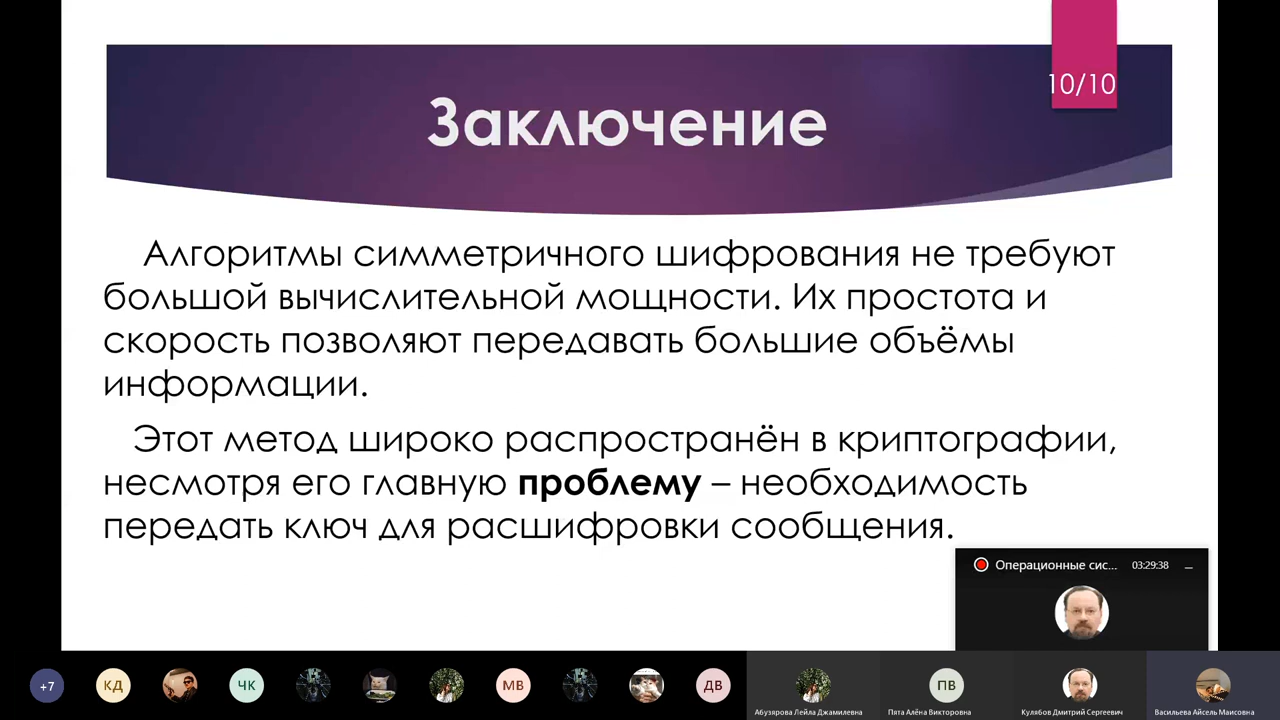 10/10
Заключение
Алгоритмы симметричного шифрования не требуют
большой вычислительной мощности. Их простота и
скорость позволяют передавать большие объёмы
информации.
Этот метод широко распространён в криптографии,
несмотря его главную проблему – необходимость
передать ключ для расшифровки сообщения.
Операционные сис... 03:29:38
+7 КД ЧК МВ ДВ ПВ
Абузярова Лейла Джамилевна Пята Алёна Викторовна Кулябов Дмитрий Сергеевич Васильева Айсель Маисовна